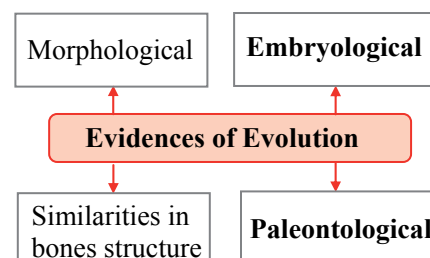 Morphological
Embryological
Evidences of Evolution
Similarities in
bones structure
Paleontological